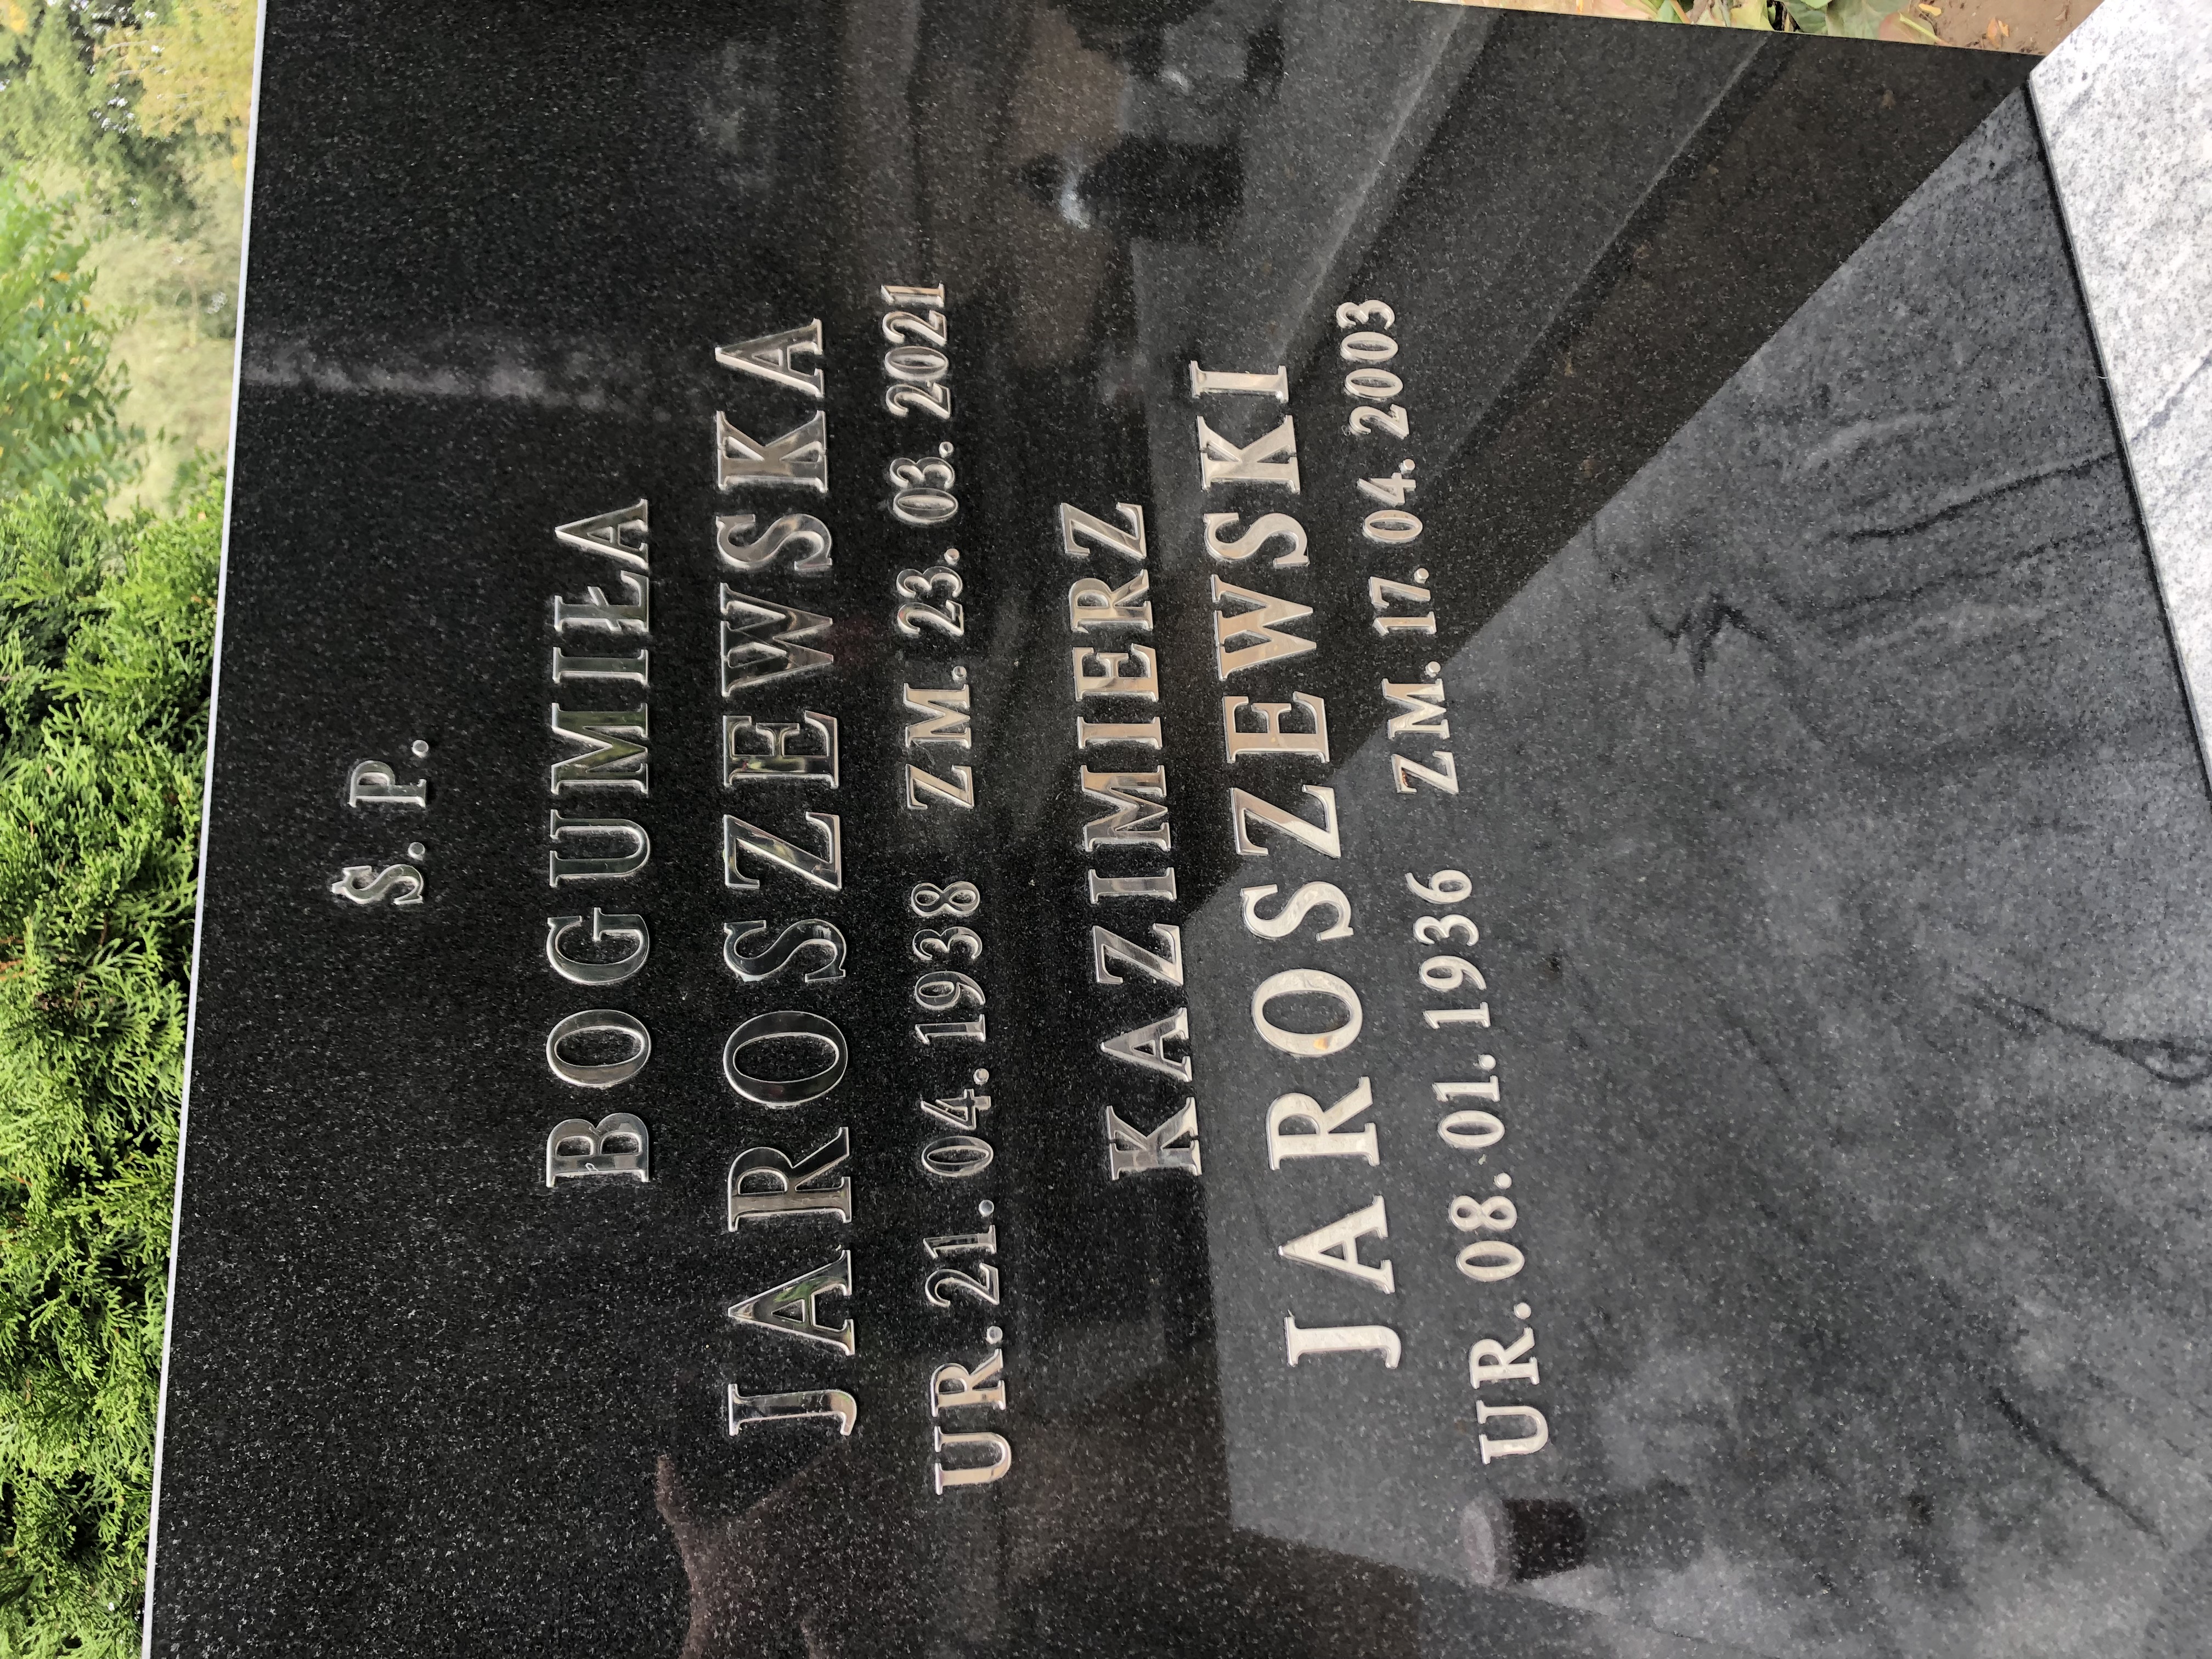 Ś. P.
BOGUMIŁA
JAROSZEWSKA
UR. 21. 04. 1938 ZM. 23. 03. 2021
KAZIMIERZ
JAROSZEWSKI
UR. 08. 01. 1936 ZM. 17. 04. 2003